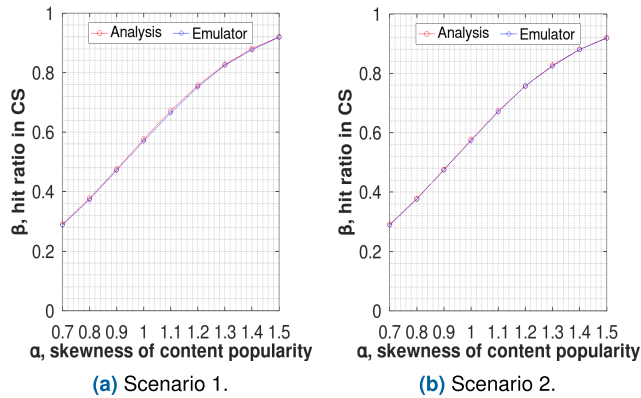 1
0.8
0.6
0.4
0.2
0
β, hit ratio in CS
Analysis Emulator
0.7 0.8 0.9 1 1.1 1.2 1.3 1.4 1.5
α, skewness of content popularity
(a) Scenario 1.
1
0.8
0.6
0.4
0.2
0
β, hit ratio in CS
Analysis Emulator
0.7 0.8 0.9 1 1.1 1.2 1.3 1.4 1.5
α, skewness of content popularity
(b) Scenario 2.